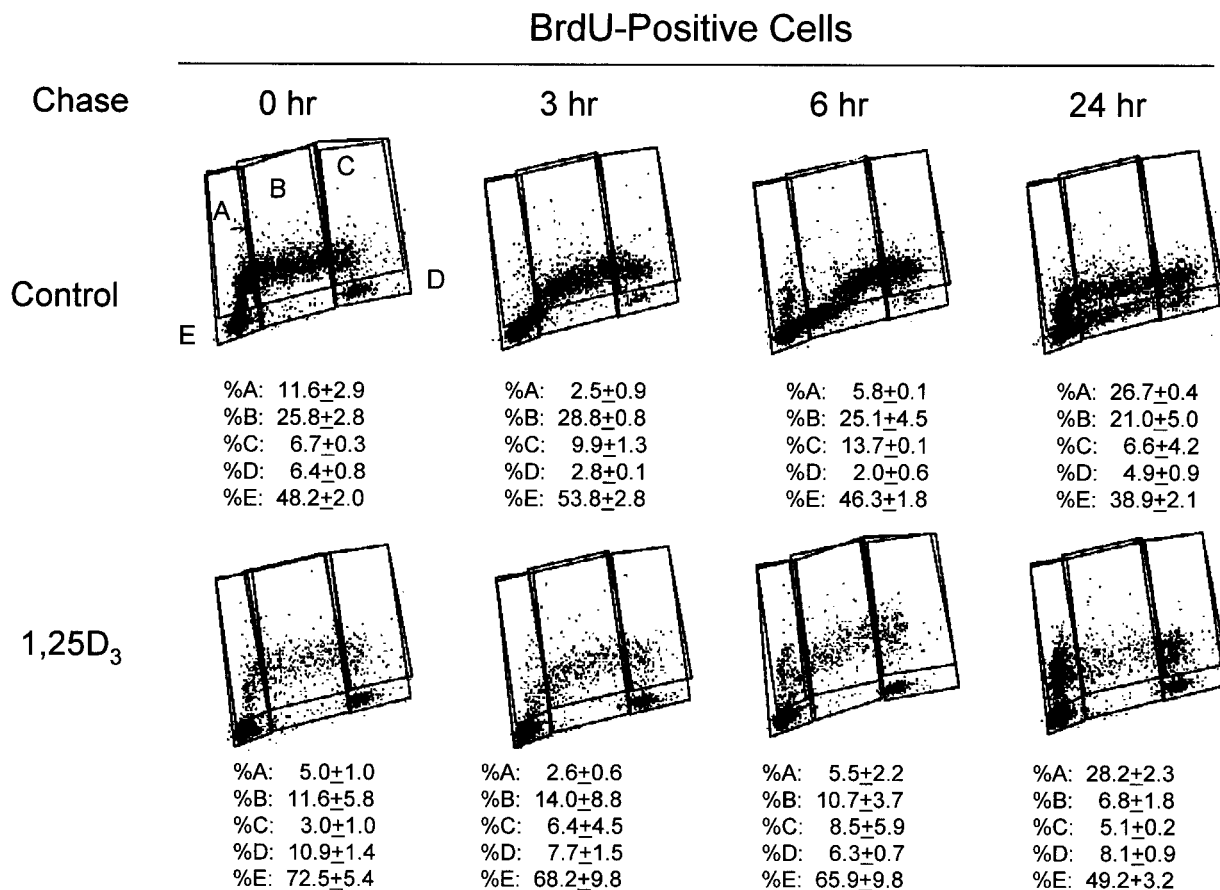 BrdU-Positive Cells
Chase 0 hr 3 hr 6 hr 24 hr
A B C
Control
D
E
%A: 11.6±2.9 %A: 2.5±0.9 %A: 5.8±0.1 %A: 26.7±0.4
%B: 25.8±2.8 %B: 28.8±0.8 %B: 25.1±4.5 %B: 21.0±5.0
%C: 6.7±0.3 %C: 9.9±1.3 %C: 13.7±0.1 %C: 6.6±4.2
%D: 6.4±0.8 %D: 2.8±0.1 %D: 2.0±0.6 %D: 4.9±0.9
%E: 48.2±2.0 %E: 53.8±2.8 %E: 46.3±1.8 %E: 38.9±2.1
1,25D₃
%A: 5.0±1.0 %A: 2.6±0.6 %A: 5.5±2.2 %A: 28.2±2.3
%B: 11.6±5.8 %B: 14.0±8.8 %B: 10.7±3.7 %B: 6.8±1.8
%C: 3.0±1.0 %C: 6.4±4.5 %C: 8.5±5.9 %C: 5.1±0.2
%D: 10.9±1.4 %D: 7.7±1.5 %D: 6.3±0.7 %D: 8.1±0.9
%E: 72.5±5.4 %E: 68.2±9.8 %E: 65.9±9.8 %E: 49.2±3.2